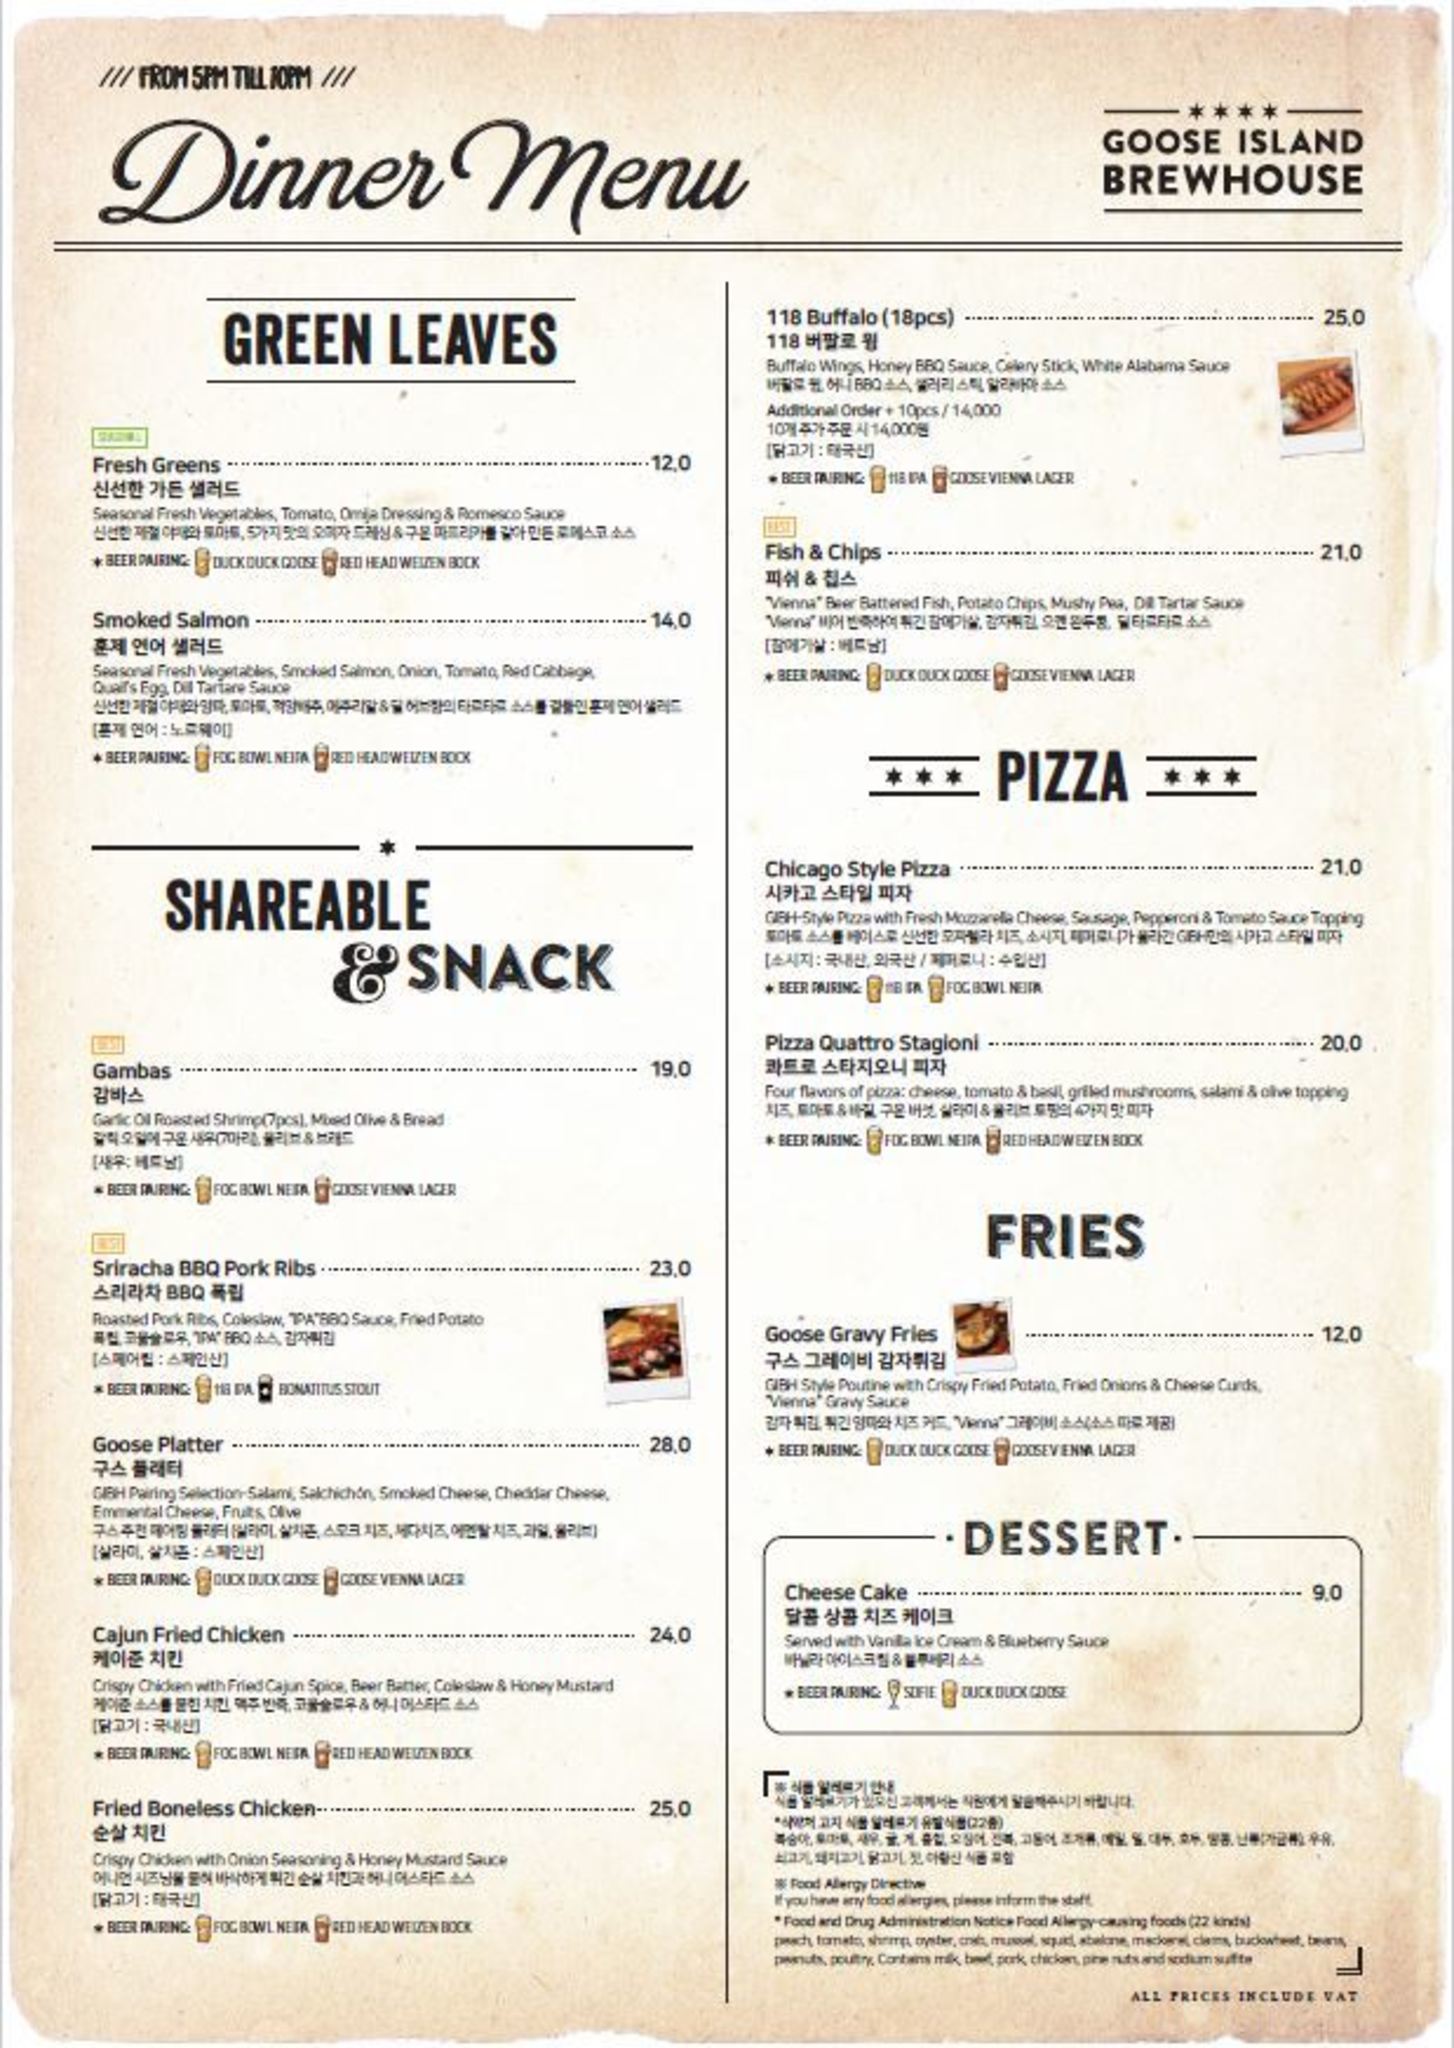 /// FROM 5PM TILL 10PM ///
Dinner Menu
GOOSE ISLAND
BREWHOUSE
GREEN LEAVES
SEASONAL
Fresh Greens 12.0
신선한 가든 샐러드
Seasonal Fresh Vegetables, Tomato, Omija Dressing & Romesco Sauce
신선한 제철 야채와 토마토, 5가지 맛의 오미자 드레싱 & 구운 파프리카를 갈아 만든 로메스코 소스
* BEER PAIRING: DUCK DUCK GOOSE RED HEAD WEIZEN BOCK
Smoked Salmon 14.0
훈제 연어 샐러드
Seasonal Fresh Vegetables, Smoked Salmon, Onion, Tomato, Red Cabbage,
Quail's Egg, Dill Tartare Sauce
신선한 제철 야채와 양파, 토마토, 적양배추, 메추리알 & 딜 허브향의 타르타르 소스를 곁들인 훈제 연어 샐러드
[훈제 연어 : 노르웨이]
* BEER PAIRING: FOG BOWL NEIPA RED HEAD WEIZEN BOCK
SHAREABLE
& SNACK
BEST
Gambas 19.0
감바스
Garlic Oil Roasted Shrimp(7pcs), Mixed Olive & Bread
갈릭 오일에 구운 새우(7마리), 올리브 & 브래드
[새우: 베트남]
* BEER PAIRING: FOG BOWL NEIPA GOOSE VIENNA LAGER
BEST
Sriracha BBQ Pork Ribs 23.0
스리라차 BBQ 폭립
Roasted Pork Ribs, Coleslaw, "IPA"BBQ Sauce, Fried Potato
폭립, 코울슬로우, "IPA" BBQ 소스, 감자튀김
[스페어립 : 스페인산]
* BEER PAIRING: 118 IPA BONATITUS STOUT
Goose Platter 28.0
구스 플래터
GIBH Pairing Selection-Salami, Salchichón, Smoked Cheese, Cheddar Cheese,
Emmental Cheese, Fruits, Olive
구스 추천 페어링 플래터 (살라미, 살치촌, 스모크 치즈, 체다치즈, 에멘탈 치즈, 과일, 올리브)
[살라미, 살치촌 : 스페인산]
* BEER PAIRING: DUCK DUCK GOOSE GOOSE VIENNA LAGER
Cajun Fried Chicken 24.0
케이준 치킨
Crispy Chicken with Fried Cajun Spice, Beer Batter, Coleslaw & Honey Mustard
케이준 소스를 묻힌 치킨, 맥주 반죽, 코울슬로우 & 허니 머스타드 소스
[닭고기 : 국내산]
* BEER PAIRING: FOG BOWL NEIPA RED HEAD WEIZEN BOCK
Fried Boneless Chicken 25.0
순살 치킨
Crispy Chicken with Onion Seasoning & Honey Mustard Sauce
어니언 시즈닝을 묻혀 바삭하게 튀긴 순살 치킨과 허니 머스타드 소스
[닭고기 : 태국산]
* BEER PAIRING: FOG BOWL NEIPA RED HEAD WEIZEN BOCK
118 Buffalo (18pcs) 25.0
118 버팔로 윙
Buffalo Wings, Honey BBQ Sauce, Celery Stick, White Alabama Sauce
버팔로 윙, 허니 BBQ 소스, 샐러리 스틱, 알라바마 소스
Additional Order + 10pcs / 14,000
10개 추가 주문 시 14,000원
[닭고기 : 태국산]
* BEER PAIRING: 118 IPA GOOSE VIENNA LAGER
BEST
Fish & Chips 21.0
피쉬 & 칩스
"Vienna" Beer Battered Fish, Potato Chips, Mushy Pea, Dill Tartar Sauce
"Vienna" 비어 반죽하여 튀긴 참메기살, 감자튀김, 으깬 완두콩, 딜 타르타르 소스
[참메기살 : 베트남]
* BEER PAIRING: DUCK DUCK GOOSE GOOSE VIENNA LAGER
PIZZA
Chicago Style Pizza 21.0
시카고 스타일 피자
GIBH-Style Pizza with Fresh Mozzarella Cheese, Sausage, Pepperoni & Tomato Sauce Topping
토마토 소스를 베이스로 신선한 모짜렐라 치즈, 소시지, 페퍼로니가 올라간 GIBH만의 시카고 스타일 피자
[소시지 : 국내산, 외국산 / 페퍼로니 : 수입산]
* BEER PAIRING: 118 IPA FOG BOWL NEIPA
Pizza Quattro Stagioni 20.0
콰트로 스타지오니 피자
Four flavors of pizza: cheese, tomato & basil, grilled mushrooms, salami & olive topping
치즈, 토마토 & 바질, 구운 버섯, 살라미 & 올리브 토핑의 4가지 맛 피자
* BEER PAIRING: FOG BOWL NEIPA RED HEAD WEIZEN BOCK
FRIES
Goose Gravy Fries 12.0
구스 그레이비 감자튀김
GIBH Style Poutine with Crispy Fried Potato, Fried Onions & Cheese Curds,
"Vienna" Gravy Sauce
감자 튀김, 튀긴 양파와 치즈 커드, "Vienna" 그레이비 소스(소스 따로 제공)
* BEER PAIRING: DUCK DUCK GOOSE GOOSE VIENNA LAGER
· DESSERT ·
Cheese Cake 9.0
달콤 상콤 치즈 케이크
Served with Vanilla Ice Cream & Blueberry Sauce
바닐라 아이스크림 & 블루베리 소스
* BEER PAIRING: SOFIE DUCK DUCK GOOSE
※ 식품 알레르기 안내
식품 알레르기가 있으신 고객께서는 직원에게 말씀해주시기 바랍니다.
*식약처 고지 식품 알레르기 유발식품(22종)
복숭아, 토마토, 새우, 굴, 게, 홍합, 오징어, 전복, 고등어, 조개류, 메밀, 밀, 대두, 호두, 땅콩, 난류(가금류), 우유,
쇠고기, 돼지고기, 닭고기, 잣, 아황산 식품 포함
※ Food Allergy Directive
If you have any food allergies, please inform the staff.
* Food and Drug Administration Notice Food Allergy-causing foods (22 kinds)
peach, tomato, shrimp, oyster, crab, mussel, squid, abalone, mackerel, clams, buckwheat, beans,
peanuts, poultry, Contains milk, beef, pork, chicken, pine nuts and sodium sulfite
ALL PRICES INCLUDE VAT